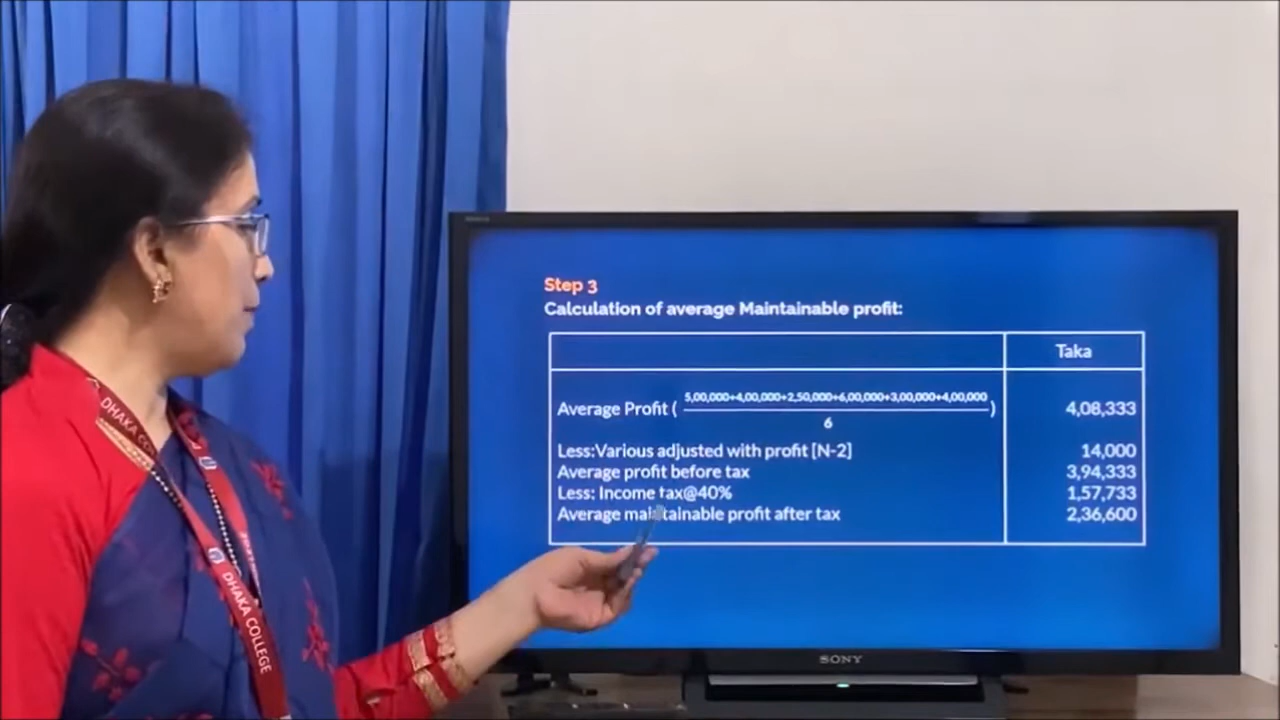 Step 3
Calculation of average Maintainable profit:
Taka
Average Profit ( 5,00,000+4,00,000+2,50,000+6,00,000+3,00,000+4,00,000 ) 4,08,333
6
Less:Various adjusted with profit [N-2] 14,000
Average profit before tax 3,94,333
Less: Income tax@40% 1,57,733
Average maintainable profit after tax 2,36,600
SONY
DHAKA CO
DHAKA COLLEGE